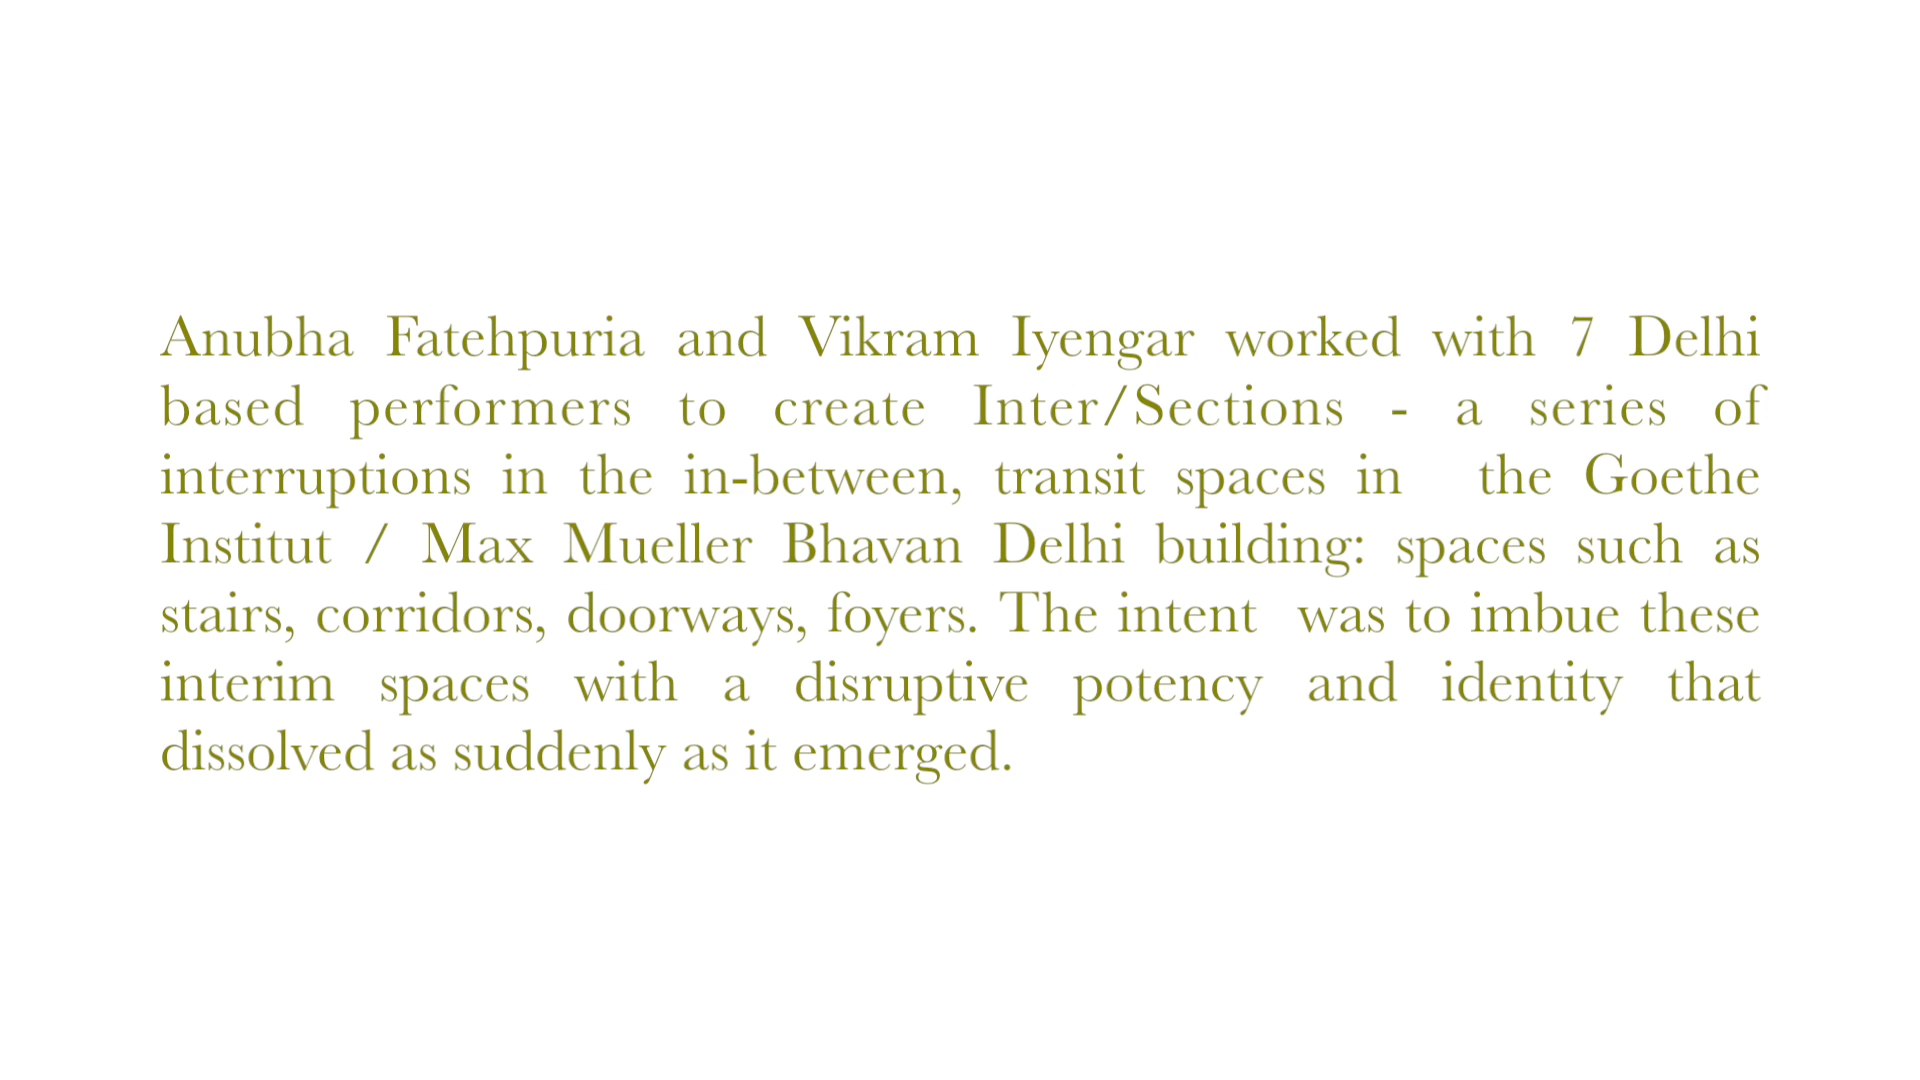 Anubha Fatehpuria and Vikram Iyengar worked with 7 Delhi
based performers to create Inter/Sections - a series of
interruptions in the in-between, transit spaces in the Goethe
Institut / Max Mueller Bhavan Delhi building: spaces such as
stairs, corridors, doorways, foyers. The intent was to imbue these
interim spaces with a disruptive potency and identity that
dissolved as suddenly as it emerged.